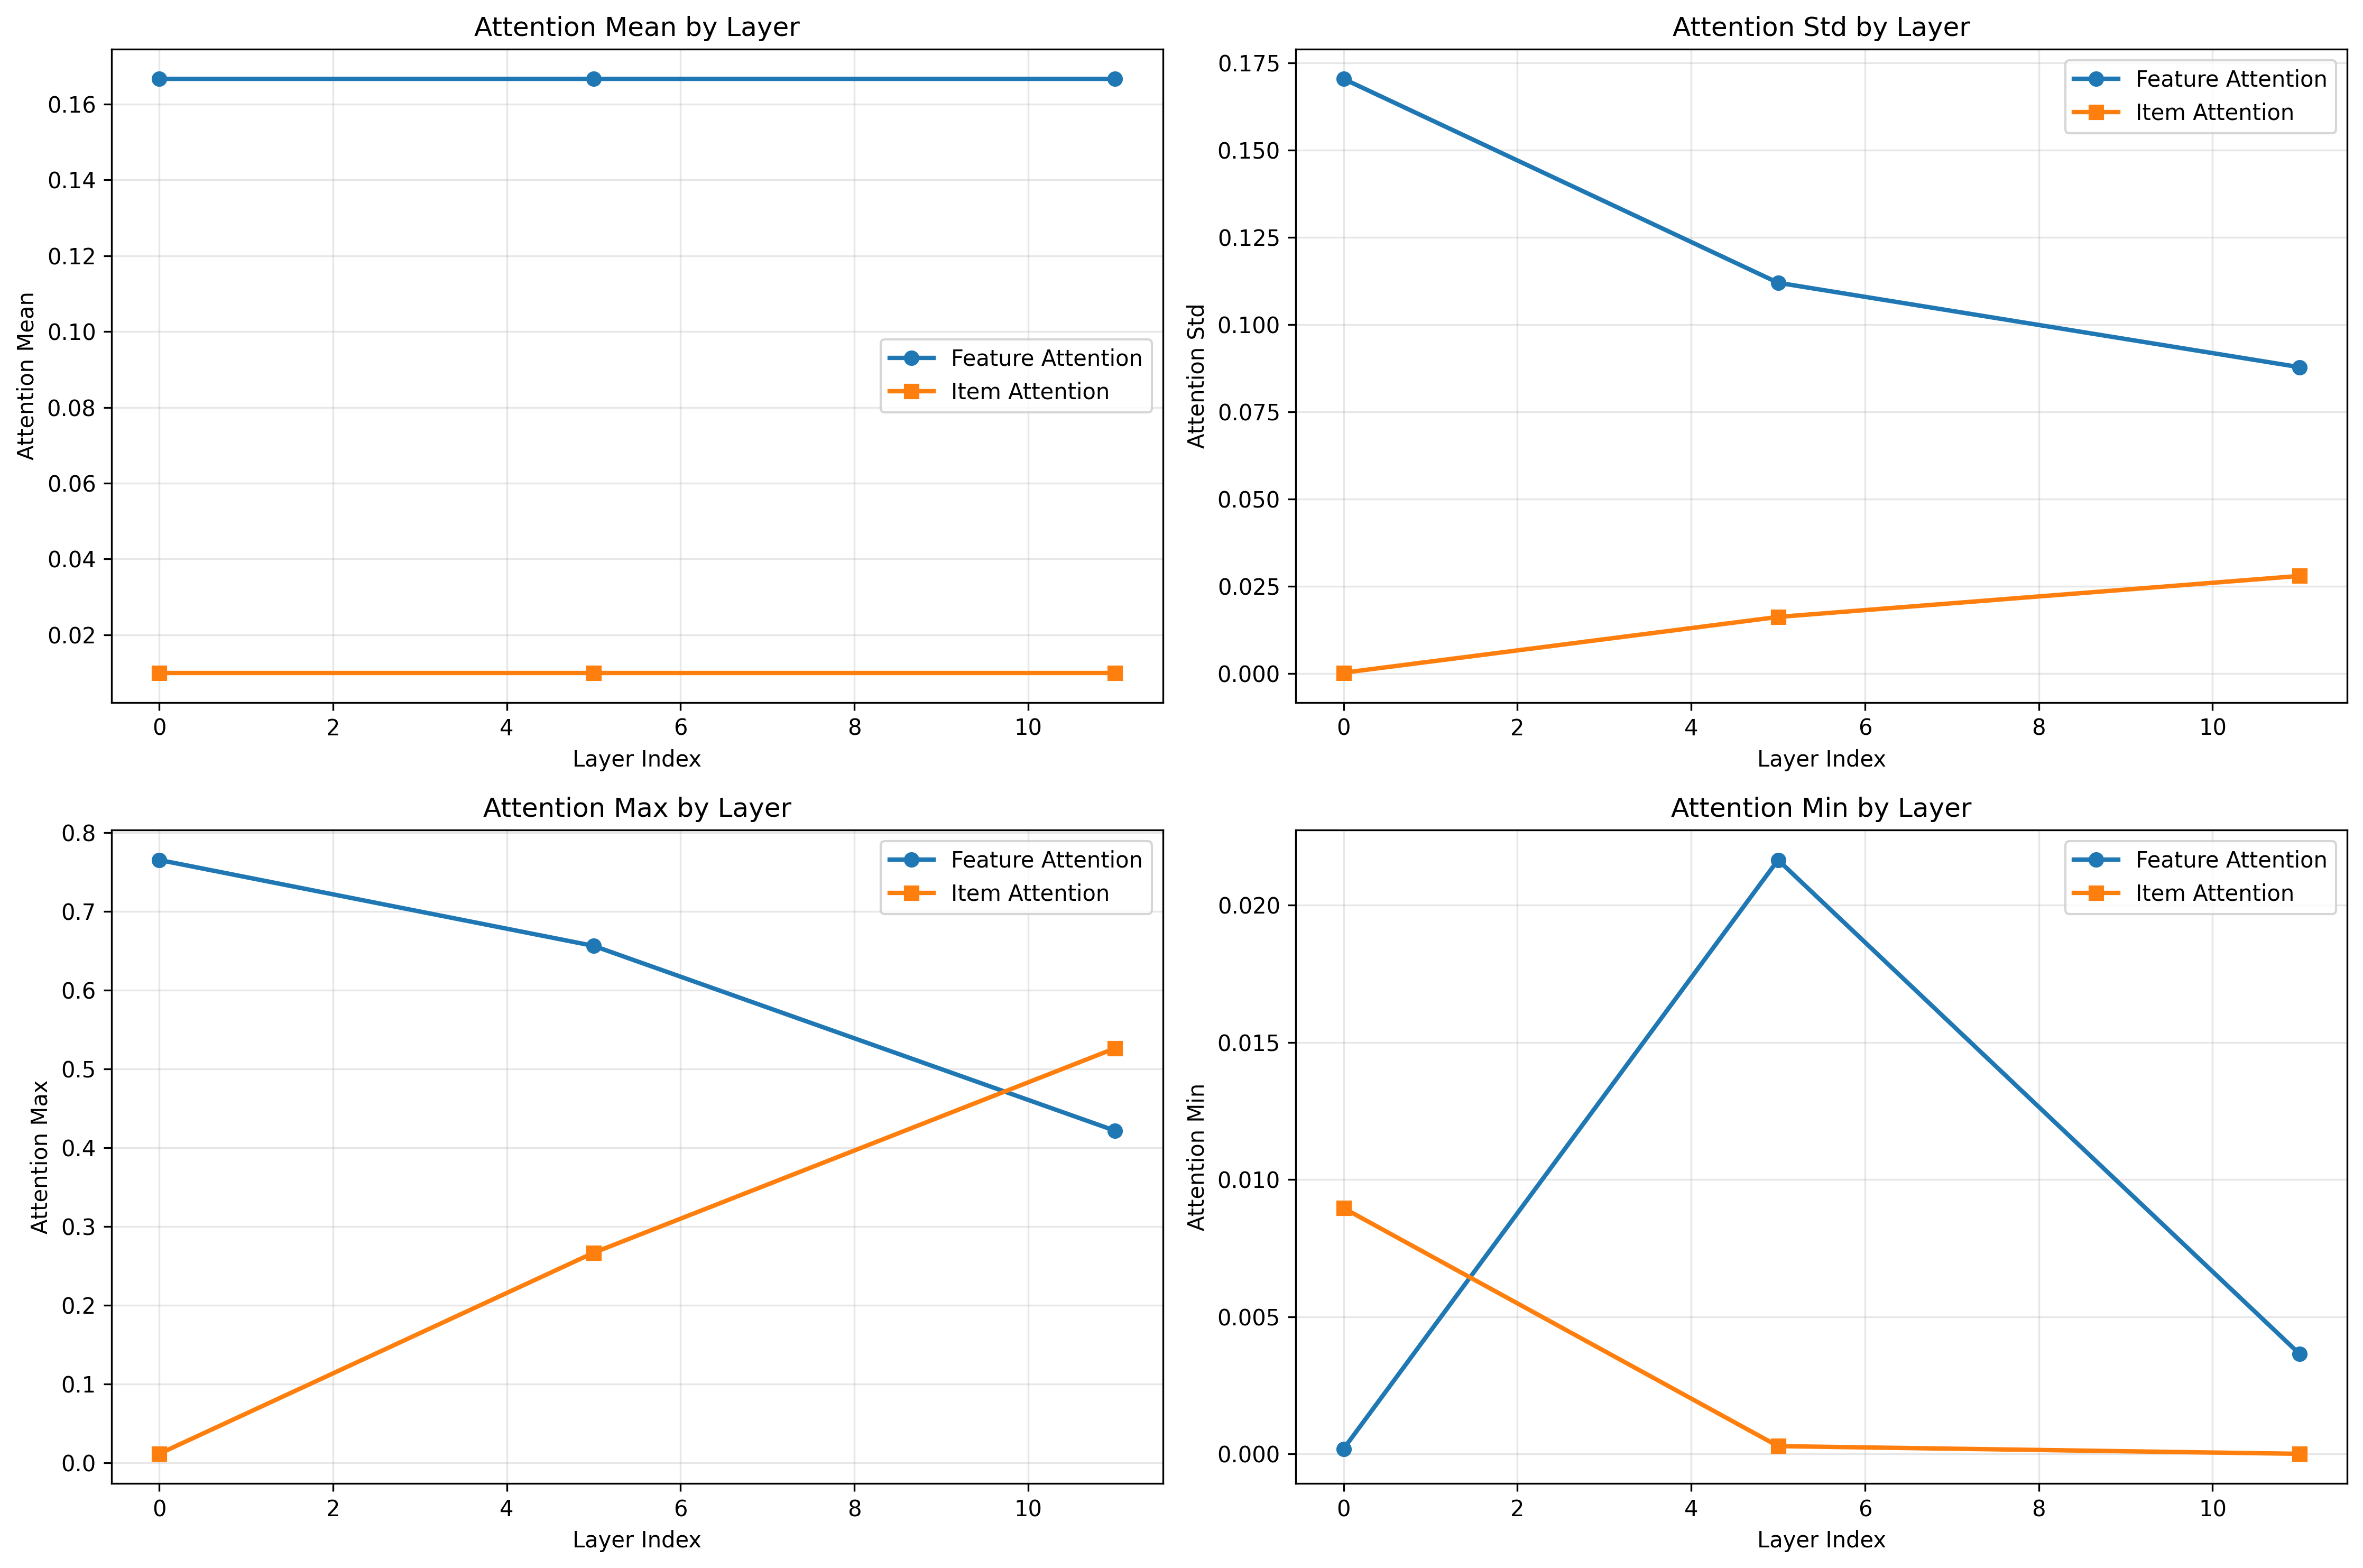 Attention Mean by Layer
Attention Mean
0.16
0.14
0.12
0.10
0.08
0.06
0.04
0.02
Feature Attention
Item Attention
0 2 4 6 8 10
Layer Index
Attention Std by Layer
Attention Std
0.175
0.150
0.125
0.100
0.075
0.050
0.025
0.000
Feature Attention
Item Attention
0 2 4 6 8 10
Layer Index
Attention Max by Layer
Attention Max
0.8
0.7
0.6
0.5
0.4
0.3
0.2
0.1
0.0
Feature Attention
Item Attention
0 2 4 6 8 10
Layer Index
Attention Min by Layer
Attention Min
0.020
0.015
0.010
0.005
0.000
Feature Attention
Item Attention
0 2 4 6 8 10
Layer Index